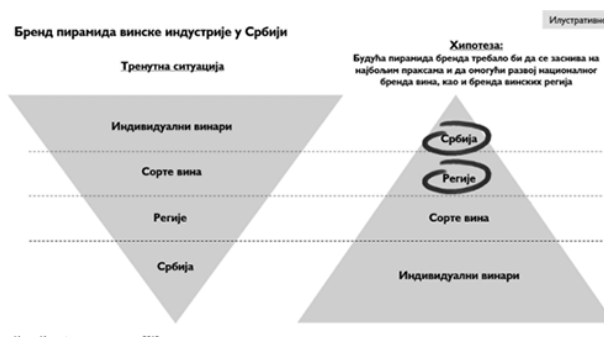 Илустративно
Бренд пирамида винске индустрије у Србији
Тренутна ситуација
Хипотеза:
Будућа пирамида бренда требало би да се заснива на
најбољим праксама и да омогући развој националног
бренда вина, као и бренда винских регија
Индивидуални винари
Сорте вина
Регије
Србија
Србија
Регије
Сорте вина
Индивидуални винари